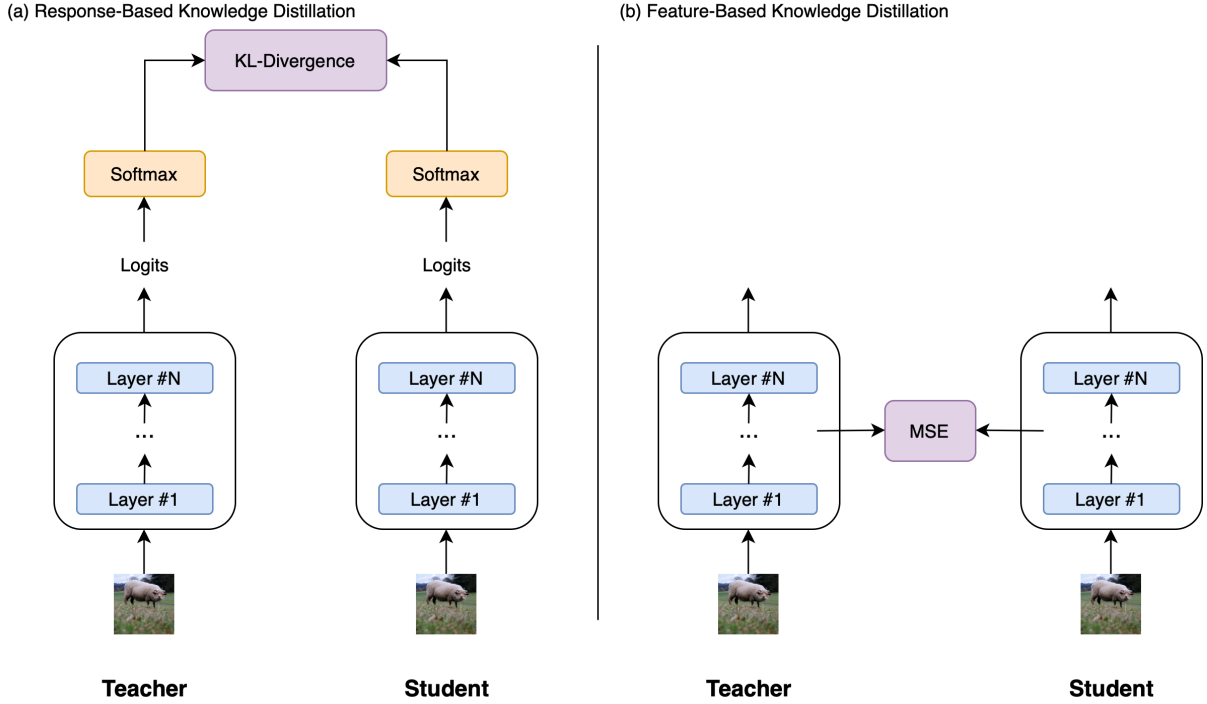 (a) Response-Based Knowledge Distillation
KL-Divergence
Softmax
Softmax
Logits
Logits
Layer #N
...
Layer #1
Layer #N
...
Layer #1
Teacher
Student
(b) Feature-Based Knowledge Distillation
Layer #N
...
Layer #1
MSE
Layer #N
...
Layer #1
Teacher
Student